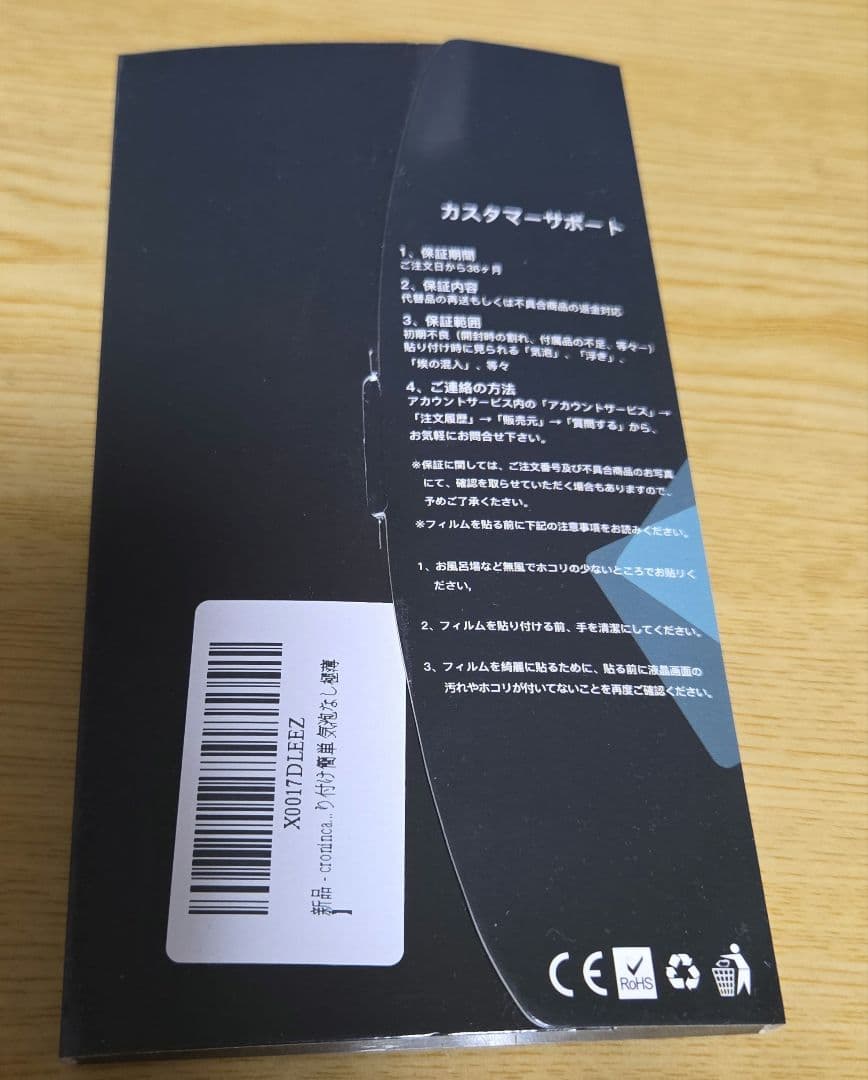 カスタマーサポート
1、保証期間
ご注文日から36ヶ月
2、保証内容
代替品の再送もしくは不具合商品の返金対応
3、保証範囲
初期不良（開封時の割れ、付属品の不足、等々ー）
貼り付け時に見られる「気泡」、「浮き」、
「埃の混入」、等々
4、ご連絡の方法
アカウントサービス内の「アカウントサービス」→
「注文履歴」→「販売元」→「質問する」から、
お気軽にお問合せ下さい。
※保証に関しては、ご注文番号及び不具合商品のお写真
にて、確認を取らせていただく場合もありますので、
予めご了承ください。
※フィルムを貼る前に下記の注意事項をお読みください。
1、お風呂場など無風でホコリの少ないところでお貼りく
ださい,
2、フィルムを貼り付ける前、手を清潔にしてください。
3、フィルムを綺麗に貼るために、貼る前に液晶画面の
汚れやホコリが付いてないことを再度ご確認ください。
X0017DLEEZ
新品 - croninca...り付け簡単 気泡なし 極薄
】
CE
RoHS